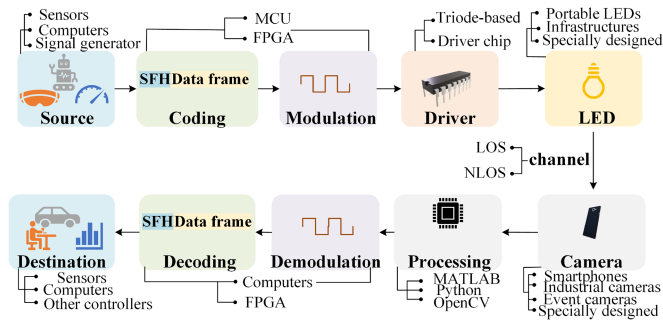 Sensors
Computers
Signal generator
MCU
FPGA
Triode-based
Driver chip
Portable LEDs
Infrastructures
Specially designed
SFH Data frame
Source
Coding
Modulation
Driver
LED
LOS
NLOS
channel
SFH Data frame
Destination
Decoding
Demodulation
Processing
Camera
Sensors
Computers
Other controllers
Computers
FPGA
MATLAB
Python
OpenCV
Smartphones
Industrial cameras
Event cameras
Specially designed